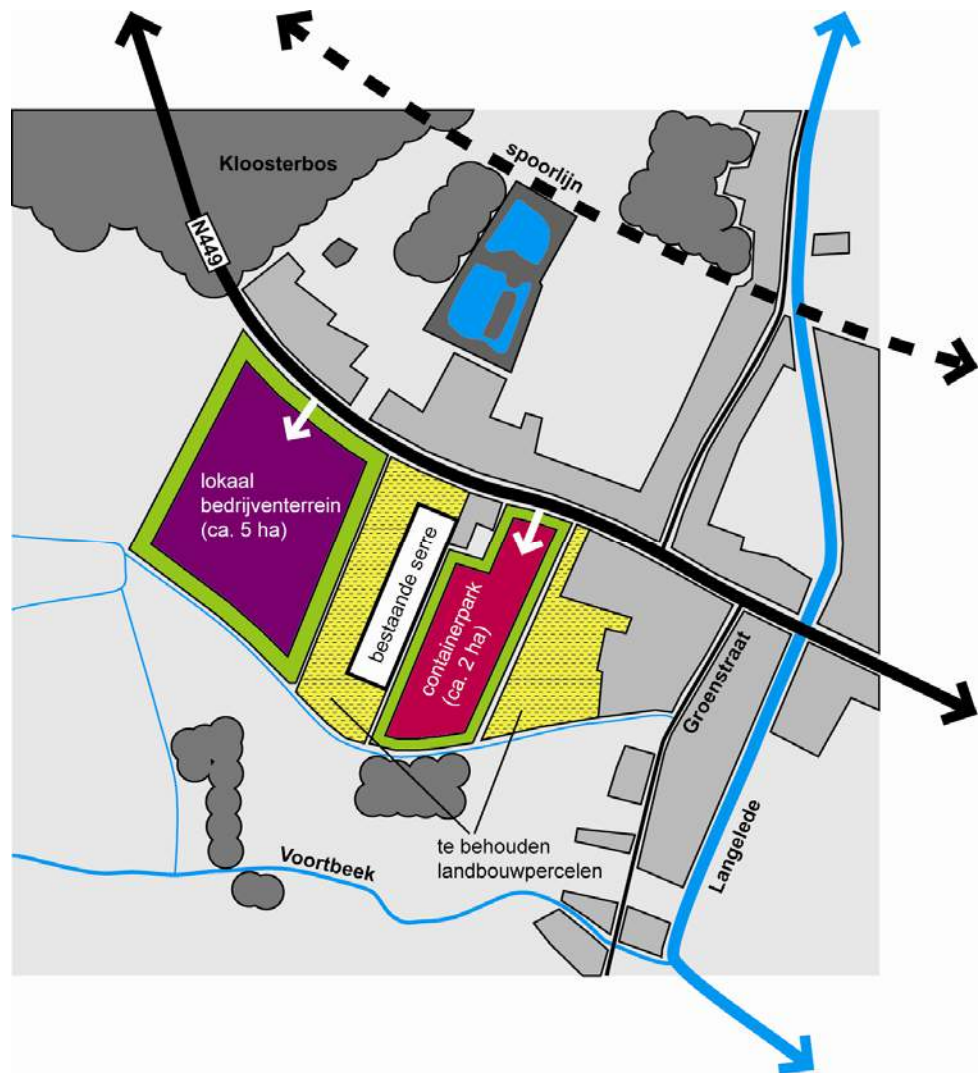 Kloosterbos
spoorlijn
N449
lokaal
bedrijventerrein
(ca. 5 ha)
bestaande serre
containerpark
(ca. 2 ha)
Groenstraat
Langelede
te behouden
landbouwpercelen
Voortbeek